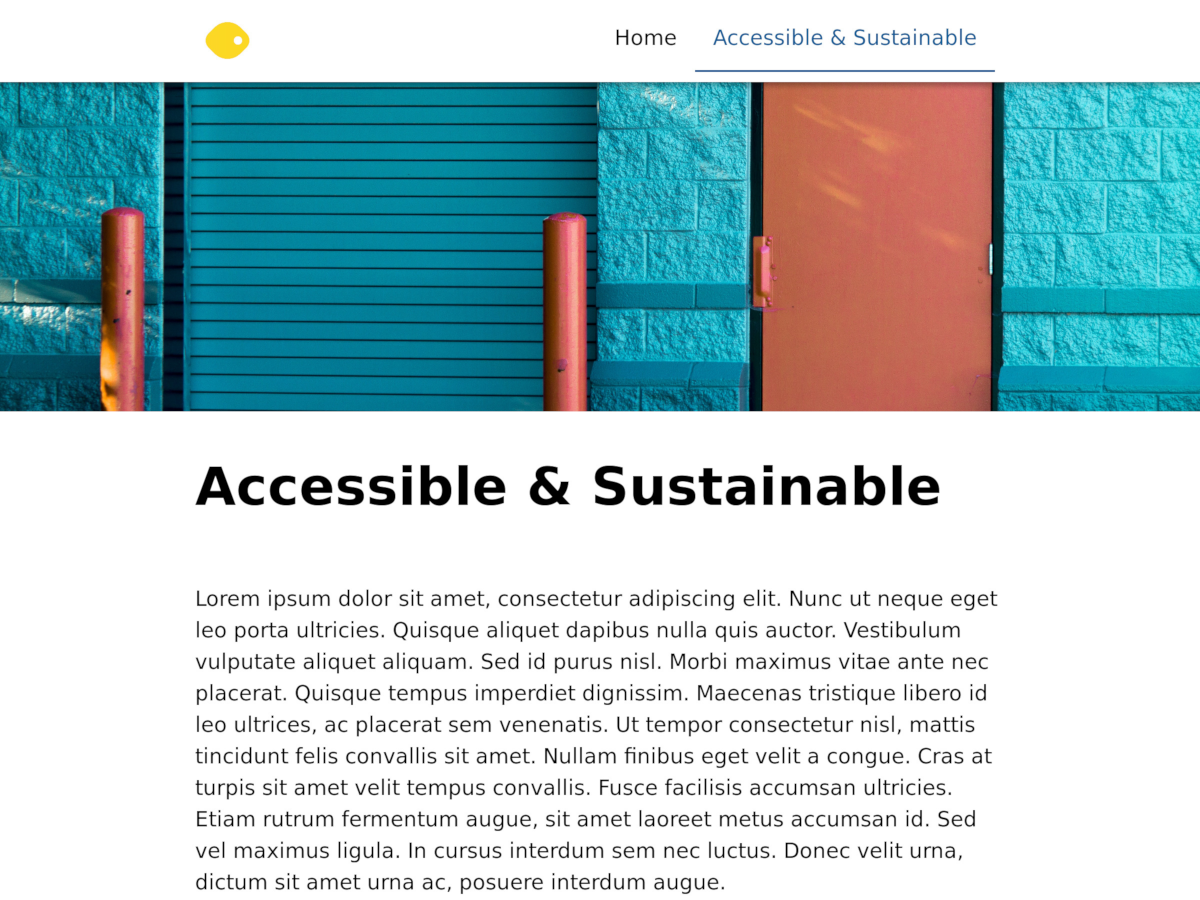 Home
Accessible & Sustainable
Accessible & Sustainable
Lorem ipsum dolor sit amet, consectetur adipiscing elit. Nunc ut neque eget
leo porta ultricies. Quisque aliquet dapibus nulla quis auctor. Vestibulum
vulputate aliquet aliquam. Sed id purus nisl. Morbi maximus vitae ante nec
placerat. Quisque tempus imperdiet dignissim. Maecenas tristique libero id
leo ultrices, ac placerat sem venenatis. Ut tempor consectetur nisl, mattis
tincidunt felis convallis sit amet. Nullam finibus eget velit a congue. Cras at
turpis sit amet velit tempus convallis. Fusce facilisis accumsan ultricies.
Etiam rutrum fermentum augue, sit amet laoreet metus accumsan id. Sed
vel maximus ligula. In cursus interdum sem nec luctus. Donec velit urna,
dictum sit amet urna ac, posuere interdum augue.